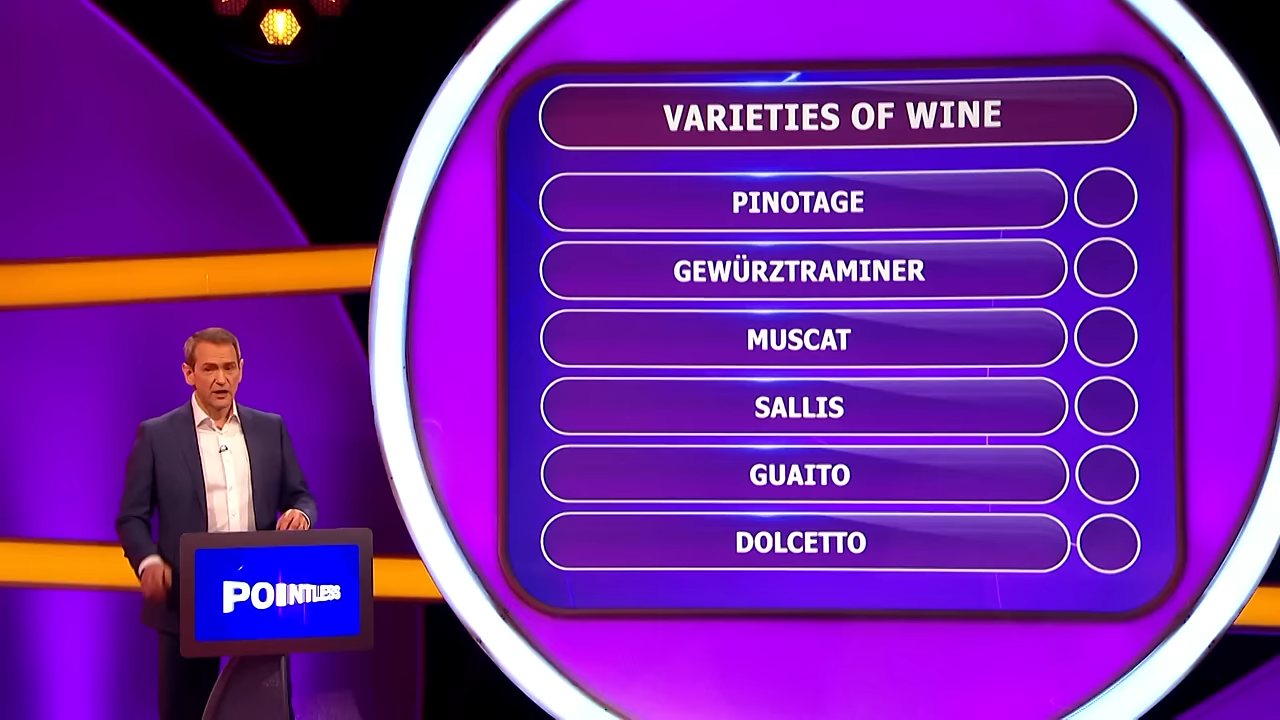 VARIETIES OF WINE
PINOTAGE
GEWÜRZTRAMINER
MUSCAT
SALLIS
GUAITO
DOLCETTO
POINTLESS